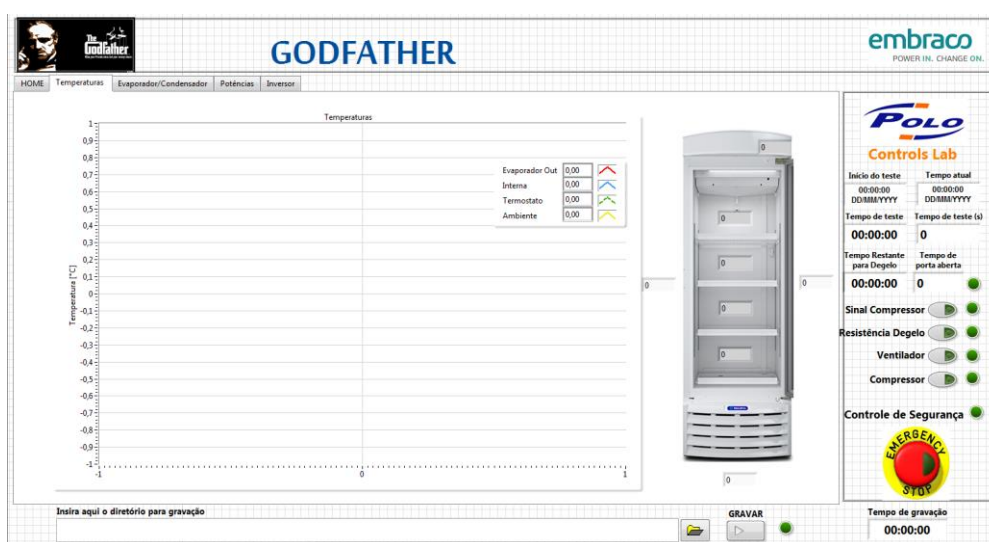 The
Godfather
GODFATHER
embraco
POWER IN. CHANGE ON.
HOME Temperaturas Evaporador/Condensador Potências Inversor
Temperaturas
1
0,9
0,8
0,7
0,6
0,5
0,4
0,3
0,2
0,1
0
-0,1
-0,2
-0,3
-0,4
-0,5
-0,6
-0,7
-0,8
-0,9
-1
Temperatura [°C]
-1 0 1
Evaporador Out 0,00
Interna 0,00
Termostato 0,00
Ambiente 0,00
0
0
0
0
0
0
0
0
POLO
Controls Lab
Início do teste Tempo atual
00:00:00 00:00:00
DD/MM/YYYY DD/MM/YYYY
Tempo de teste Tempo de teste (s)
00:00:00 0
Tempo Restante Tempo de
para Degelo porta aberta
00:00:00 0
Sinal Compressor
Resistência Degelo
Ventilador
Compressor
Controle de Segurança
EMERGENCY
STOP
Insira aqui o diretório para gravação
GRAVAR
Tempo de gravação
00:00:00